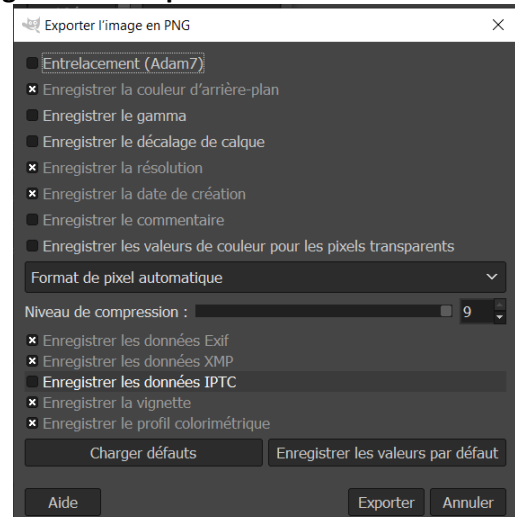 Exporter l'image en PNG
Entrelacement (Adam7)
Enregistrer la couleur d'arrière-plan
Enregistrer le gamma
Enregistrer le décalage de calque
Enregistrer la résolution
Enregistrer la date de création
Enregistrer le commentaire
Enregistrer les valeurs de couleur pour les pixels transparents
Format de pixel automatique
Niveau de compression : 9
Enregistrer les données Exif
Enregistrer les données XMP
Enregistrer les données IPTC
Enregistrer la vignette
Enregistrer le profil colorimétrique
Charger défauts Enregistrer les valeurs par défaut
Aide Exporter Annuler